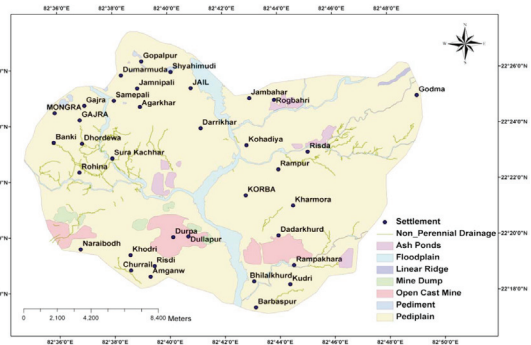 82°36'0"E 82°38'0"E 82°40'0"E 82°42'0"E 82°44'0"E 82°46'0"E 82°48'0"E
Gopalpur
Dumarmuda Shyahimudi
22°26'0"N
Jamnipali JAIL
Samepali
Gajra Agarkhar
MONGRA
GAJRA
Jambahar
Rogbahri
Godma
Darrikhar
22°24'0"N
Banki Dhordewa
Kohadiya
Sura Kachhar
Risda
Rohina
Rampur
22°22'0"N
KORBA
Kharmora
Durpa
Dullapur
Dadarkhurd
22°20'0"N
Naraibodh
Khodri
Churrail Risdi
Amganw
Rampakhara
Bhilaikhurd Kudri
22°18'0"N
Barbaspur
Settlement
Non_Perennial Drainage
Ash Ponds
Floodplain
Linear Ridge
Mine Dump
Open Cast Mine
Pediment
Pediplain
0 2,100 4,200 8,400 Meters
82°36'0"E 82°38'0"E 82°40'0"E 82°42'0"E 82°44'0"E 82°46'0"E 82°48'0"E 82°50'0"E